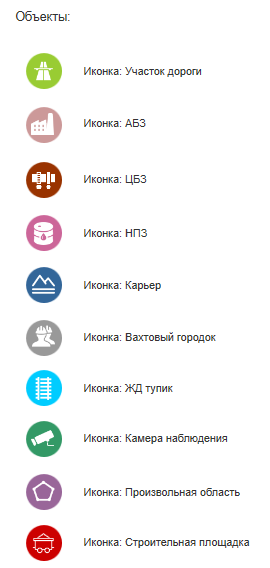 Объекты:
Иконка: Участок дороги
Иконка: АБЗ
Иконка: ЦБЗ
Иконка: НПЗ
Иконка: Карьер
Иконка: Вахтовый городок
Иконка: ЖД тупик
Иконка: Камера наблюдения
Иконка: Произвольная область
Иконка: Строительная площадка